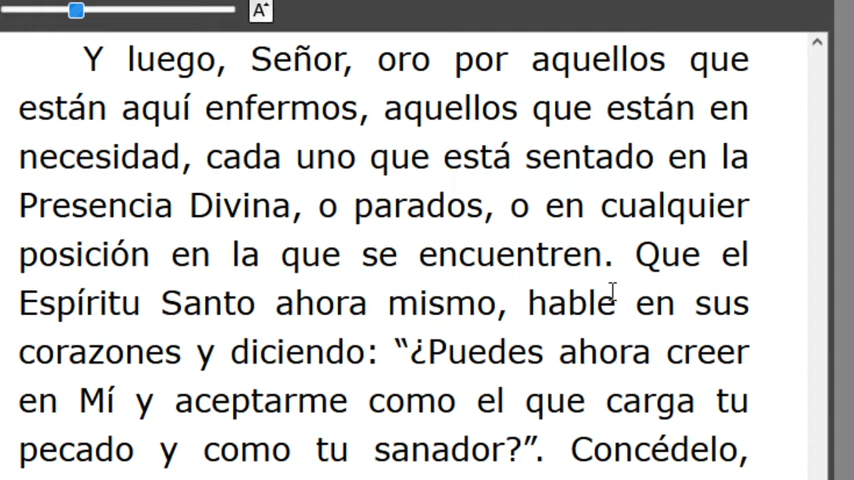 A
Y luego, Señor, oro por aquellos que
están aquí enfermos, aquellos que están en
necesidad, cada uno que está sentado en la
Presencia Divina, o parados, o en cualquier
posición en la que se encuentren. Que el
Espíritu Santo ahora mismo, hable en sus
corazones y diciendo: “¿Puedes ahora creer
en Mí y aceptarme como el que carga tu
pecado y como tu sanador?”. Concédelo,